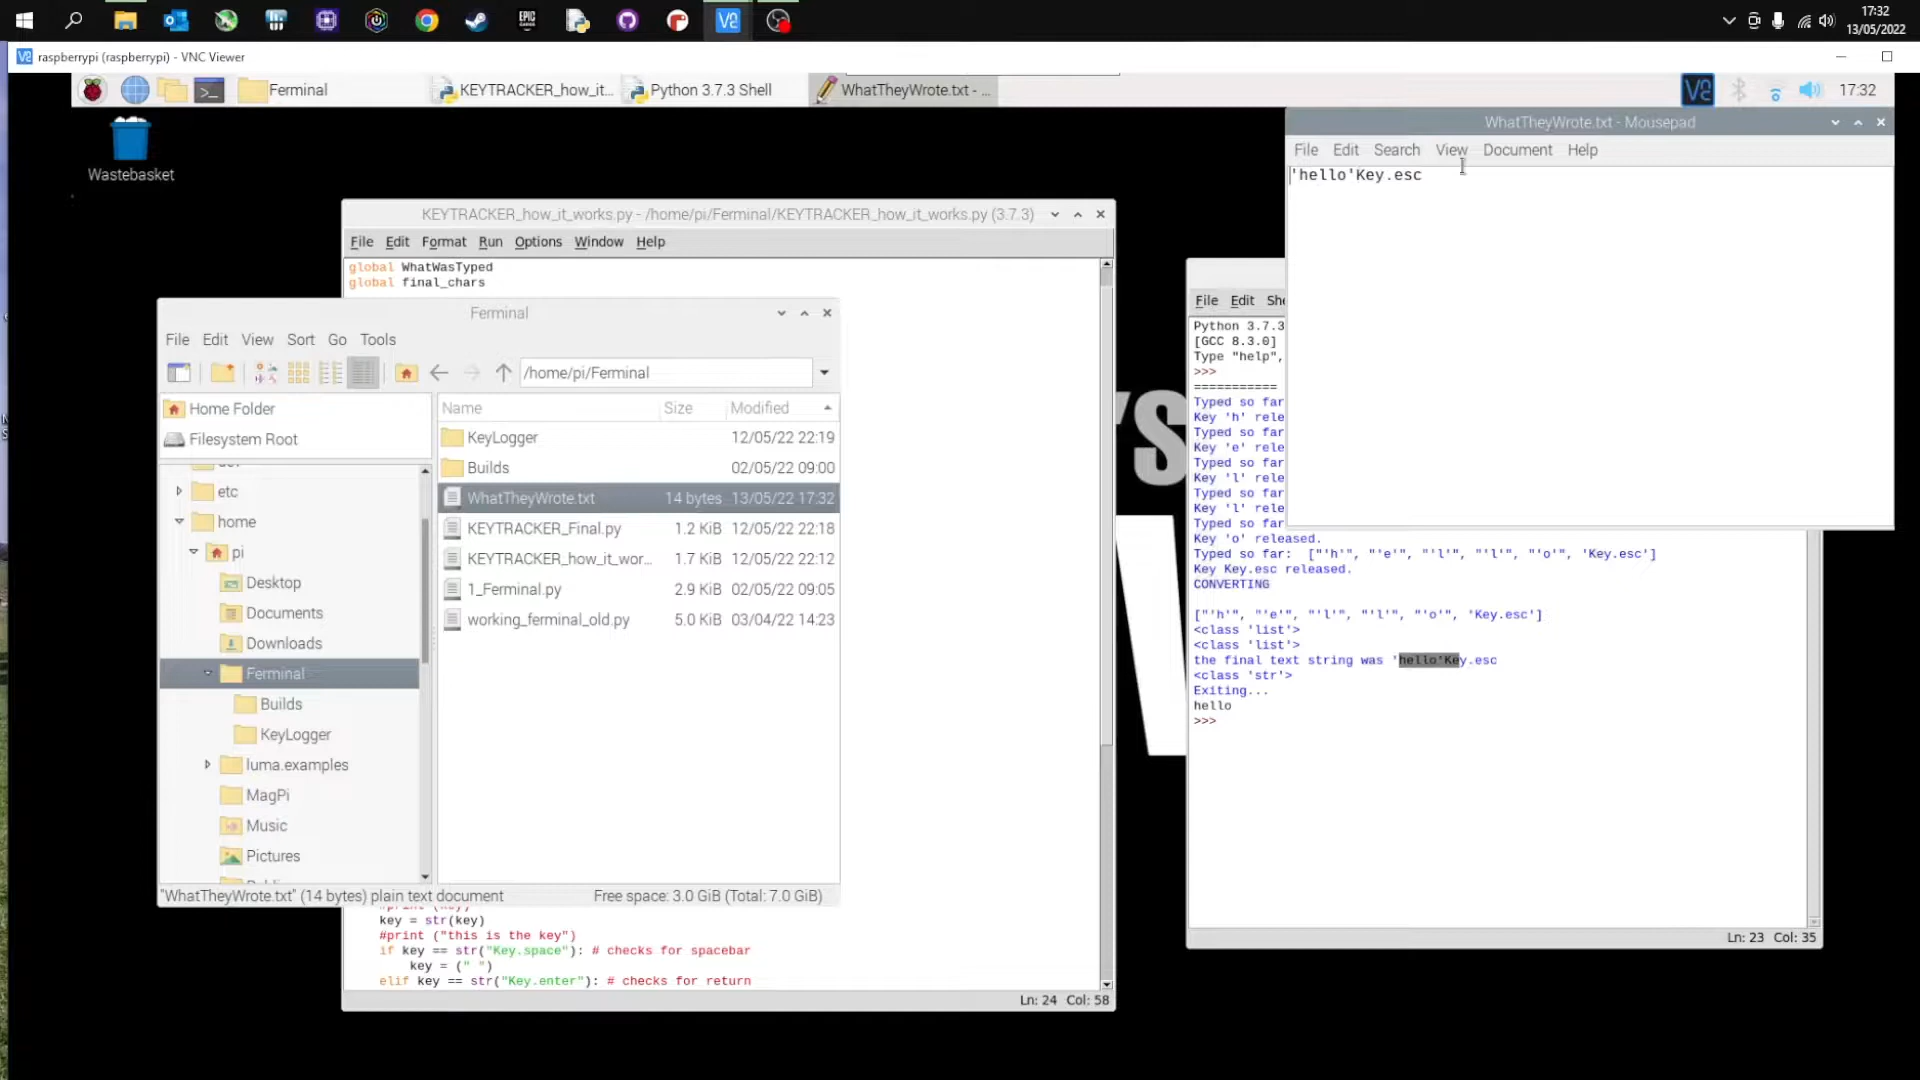 17:32
13/05/2022
raspberrypi (raspberrypi) - VNC Viewer
Ferminal
KEYTRACKER_how_it...
Python 3.7.3 Shell
WhatTheyWrote.txt - ...
17:32
Wastebasket
WhatTheyWrote.txt - Mousepad
File Edit Search View Document Help
'hello'Key.esc
KEYTRACKER_how_it_works.py - /home/pi/Ferminal/KEYTRACKER_how_it_works.py (3.7.3)
File Edit Format Run Options Window Help
global WhatWasTyped
global final_chars
Ferminal
File Edit View Sort Go Tools
/home/pi/Ferminal
Home Folder
Filesystem Root
etc
home
pi
Desktop
Documents
Downloads
Ferminal
Builds
KeyLogger
luma.examples
MagPi
Music
Pictures
Name Size Modified
KeyLogger 12/05/22 22:19
Builds 02/05/22 09:00
WhatTheyWrote.txt 14 bytes 13/05/22 17:32
KEYTRACKER_Final.py 1.2 KiB 12/05/22 22:18
KEYTRACKER_how_it_wor... 1.7 KiB 12/05/22 22:12
1_Ferminal.py 2.9 KiB 02/05/22 09:05
working_ferminal_old.py 5.0 KiB 03/04/22 14:23
"WhatTheyWrote.txt" (14 bytes) plain text document Free space: 3.0 GiB (Total: 7.0 GiB)
key = str(key)
#print ("this is the key")
if key == str("Key.space"): # checks for spacebar
key = (" ")
elif key == str("Key.enter"): # checks for return
Ln: 24 Col: 58
File Edit She
Python 3.7.3
[GCC 8.3.0]
Type "help",
>>>
===========
Typed so far
Key 'h' rele
Typed so far
Key 'e' rele
Typed so far
Key 'l' rele
Typed so far
Key 'l' rele
Typed so far
Key 'o' released.
Typed so far:  ["'h'", "'e'", "'l'", "'l'", "'o'", 'Key.esc']
Key Key.esc released.
CONVERTING
["'h'", "'e'", "'l'", "'l'", "'o'", 'Key.esc']
<class 'list'>
<class 'list'>
the final text string was 'hello'Key.esc
<class 'str'>
Exiting...
hello
>>>
Ln: 23 Col: 35